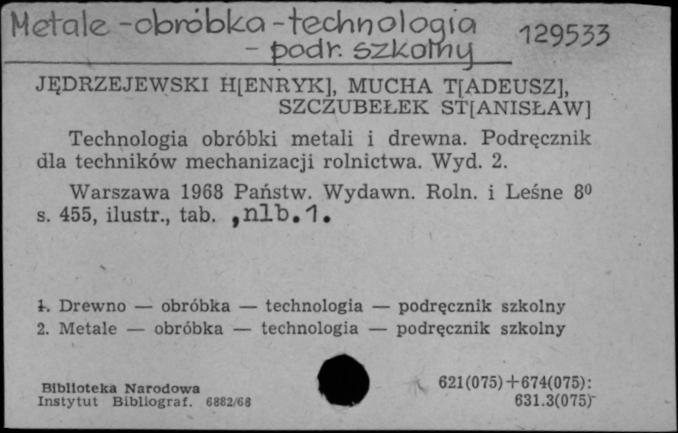 Metale - obróbka - technologia
- podr. szkolny
129533
JĘDRZEJEWSKI H[ENRYK], MUCHA T[ADEUSZ],
SZCZUBEŁEK ST[ANISŁAW]
Technologia obróbki metali i drewna. Podręcznik
dla techników mechanizacji rolnictwa. Wyd. 2.
Warszawa 1968 Państw. Wydawn. Roln. i Leśne 8⁰
s. 455, ilustr., tab. ,nlb.1.
1. Drewno — obróbka — technologia — podręcznik szkolny
2. Metale — obróbka — technologia — podręcznik szkolny
Biblioteka Narodowa
Instytut Bibliograf. 6882/68
621(075)+674(075):
631.3(075)